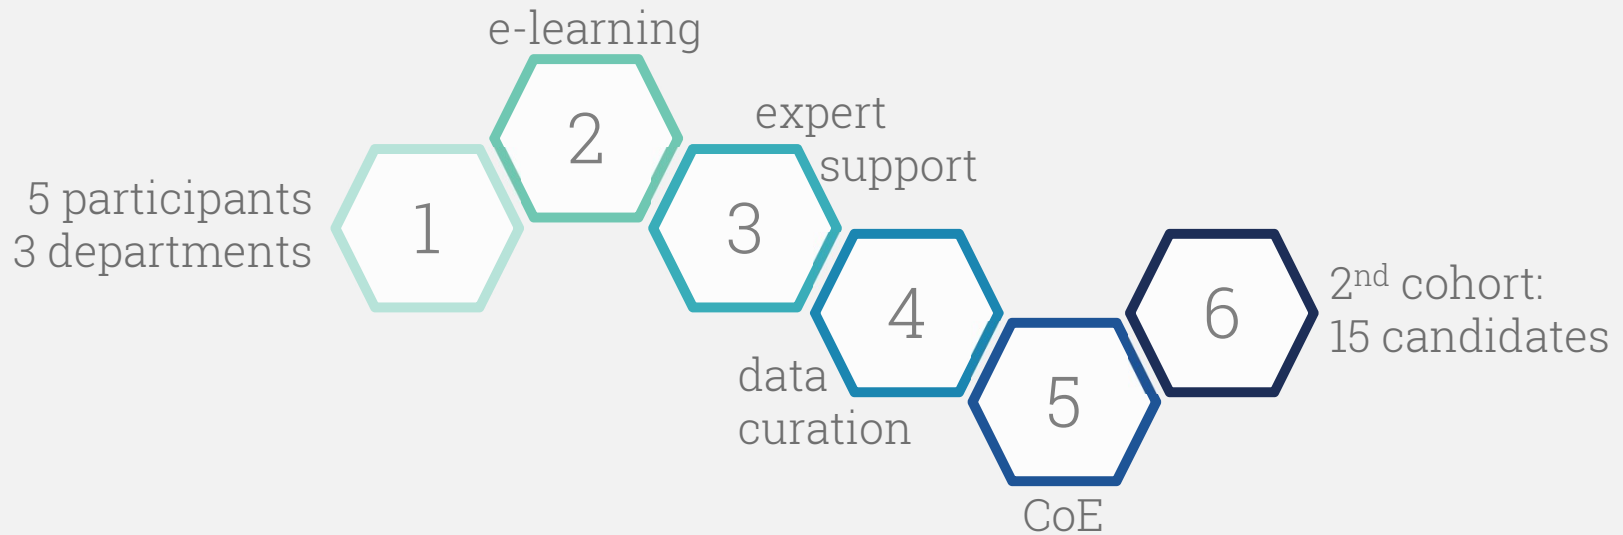 5 participants
3 departments
1
e-learning
2
expert
support
3
4
data
curation
5
CoE
6
2nd cohort:
15 candidates